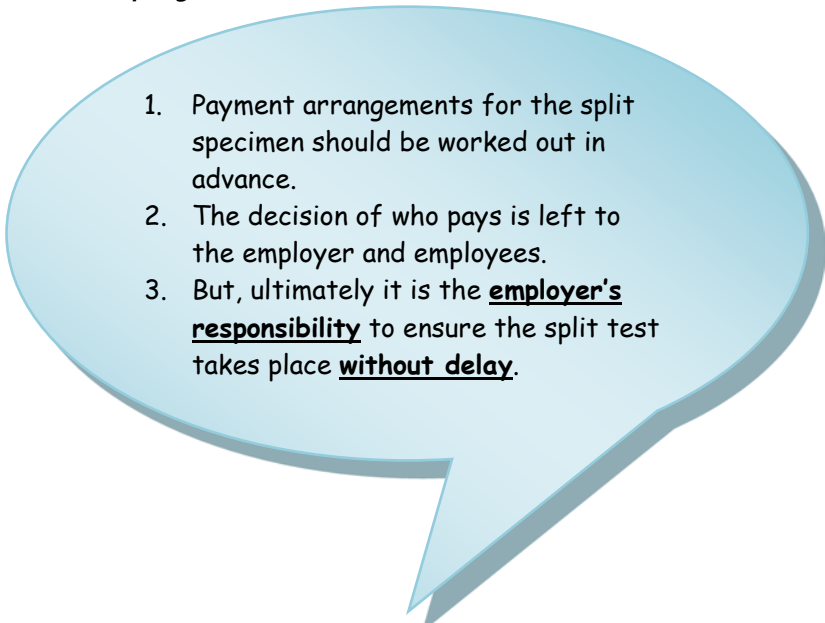 1. Payment arrangements for the split
specimen should be worked out in
advance.
2. The decision of who pays is left to
the employer and employees.
3. But, ultimately it is the employer's
responsibility to ensure the split test
takes place without delay.